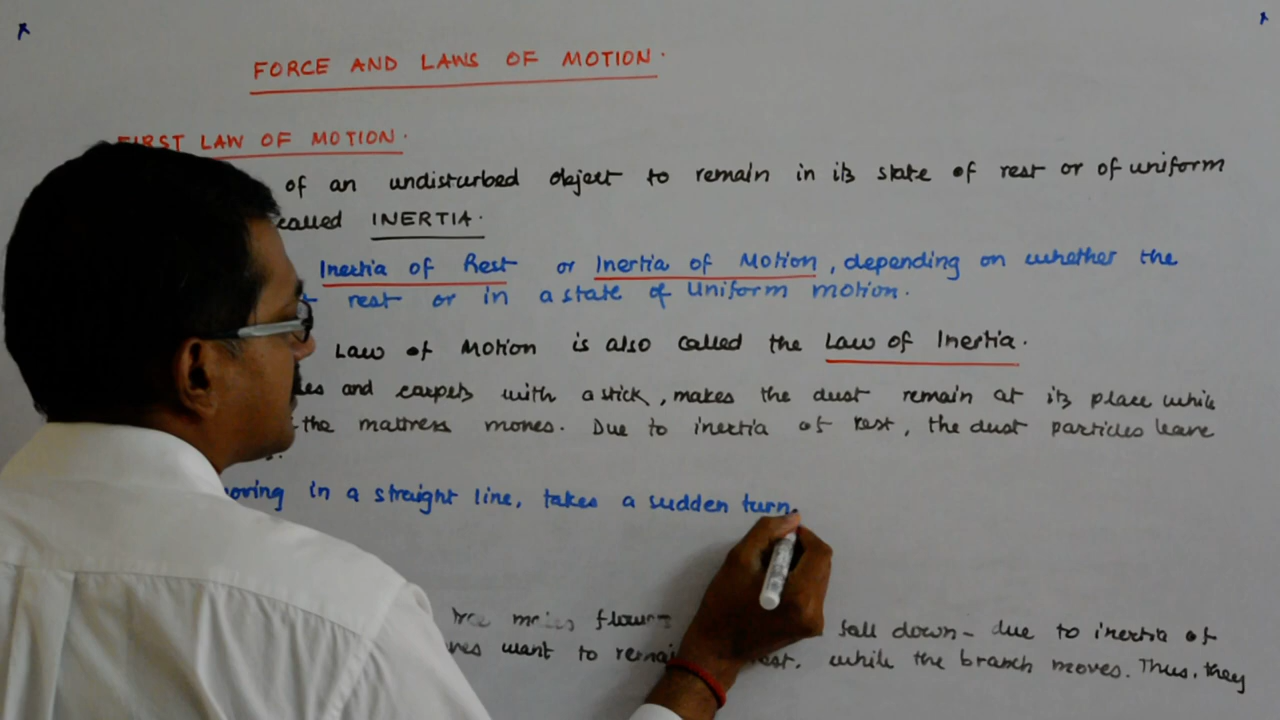 FORCE AND LAWS OF MOTION.
FIRST LAW OF MOTION.
of an undisturbed object to remain in its state of rest or of uniform
called INERTIA.
Inertia of Rest or Inertia of Motion, depending on whether the
rest or in a state of Uniform motion.
Law of Motion is also called the Law of Inertia.
and carpets with a stick, makes the dust remain at its place while
the mattress moves. Due to inertia of rest, the dust particles leave
in a straight line, takes a sudden turn.
fall down - due to inertia of
want to rest, while the branch moves. Thus, they